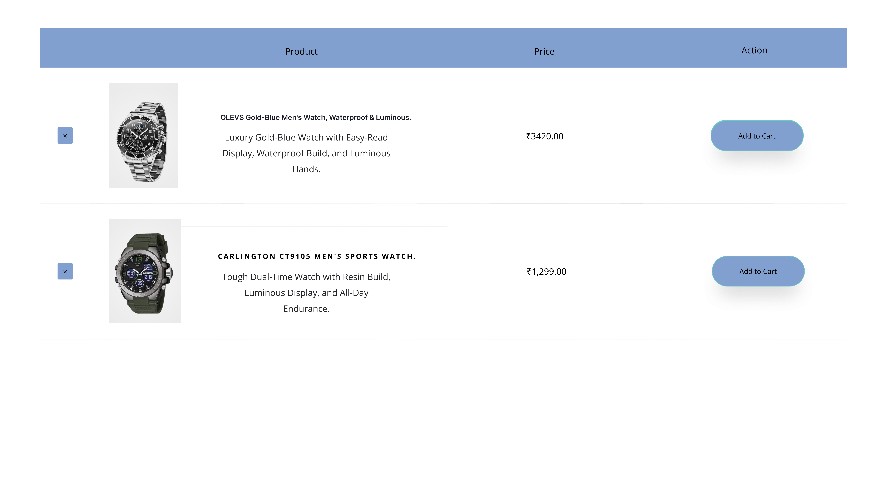 Product Price Action
OLEVS Gold-Blue Men's Watch, Waterproof & Luminous.
Luxury Gold-Blue Watch with Easy-Read
Display, Waterproof Build, and Luminous
Hands.
₹3420.00
Add to Cart
CARLINGTON CT9105 MEN'S SPORTS WATCH.
Tough Dual-Time Watch with Resin Build,
Luminous Display, and All-Day
Endurance.
₹1,299.00
Add to Cart